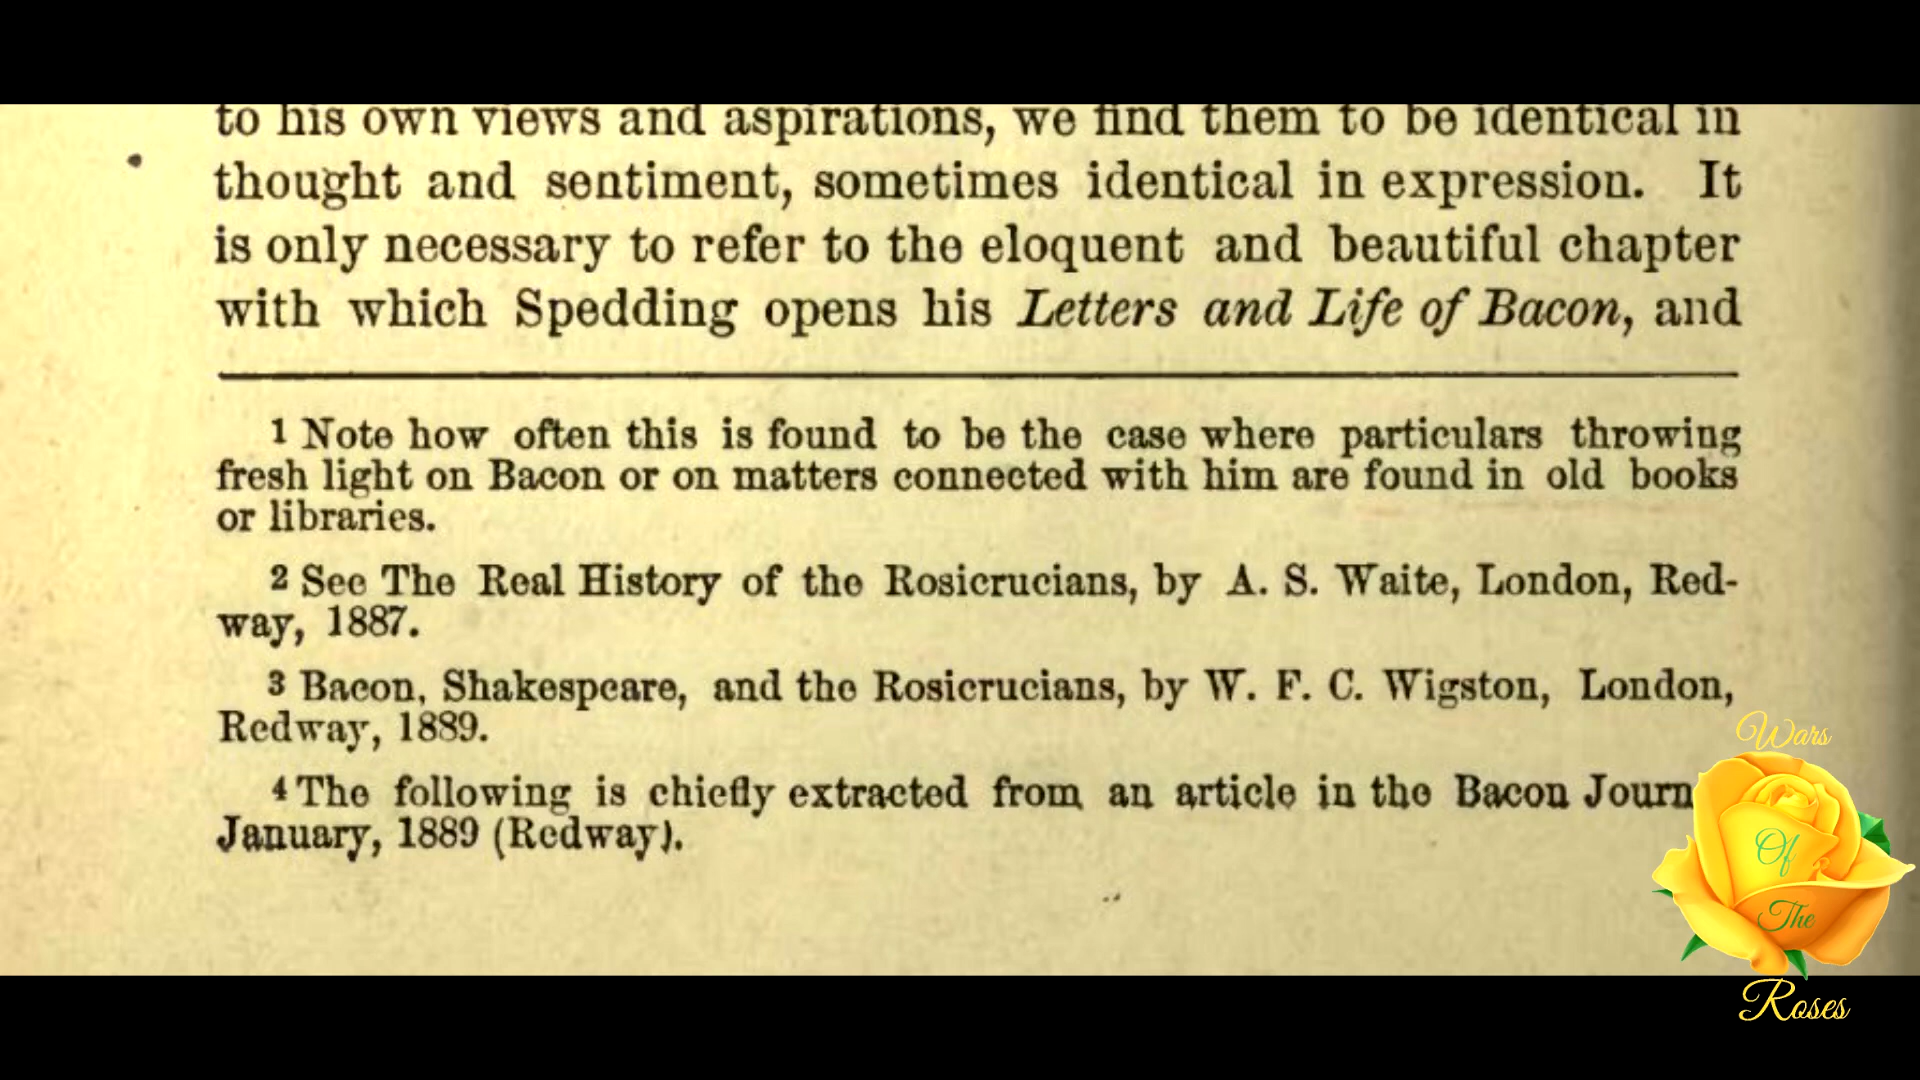 to his own views and aspirations, we find them to be identical in
thought and sentiment, sometimes identical in expression. It
is only necessary to refer to the eloquent and beautiful chapter
with which Spedding opens his Letters and Life of Bacon, and
1 Note how often this is found to be the case where particulars throwing
fresh light on Bacon or on matters connected with him are found in old books
or libraries.
2 See The Real History of the Rosicrucians, by A. S. Waite, London, Red-
way, 1887.
3 Bacon, Shakespeare, and the Rosicrucians, by W. F. C. Wigston, London,
Redway, 1889.
4 The following is chiefly extracted from an article in the Bacon Journ
January, 1889 (Redway).
Wars
Of
The
Roses